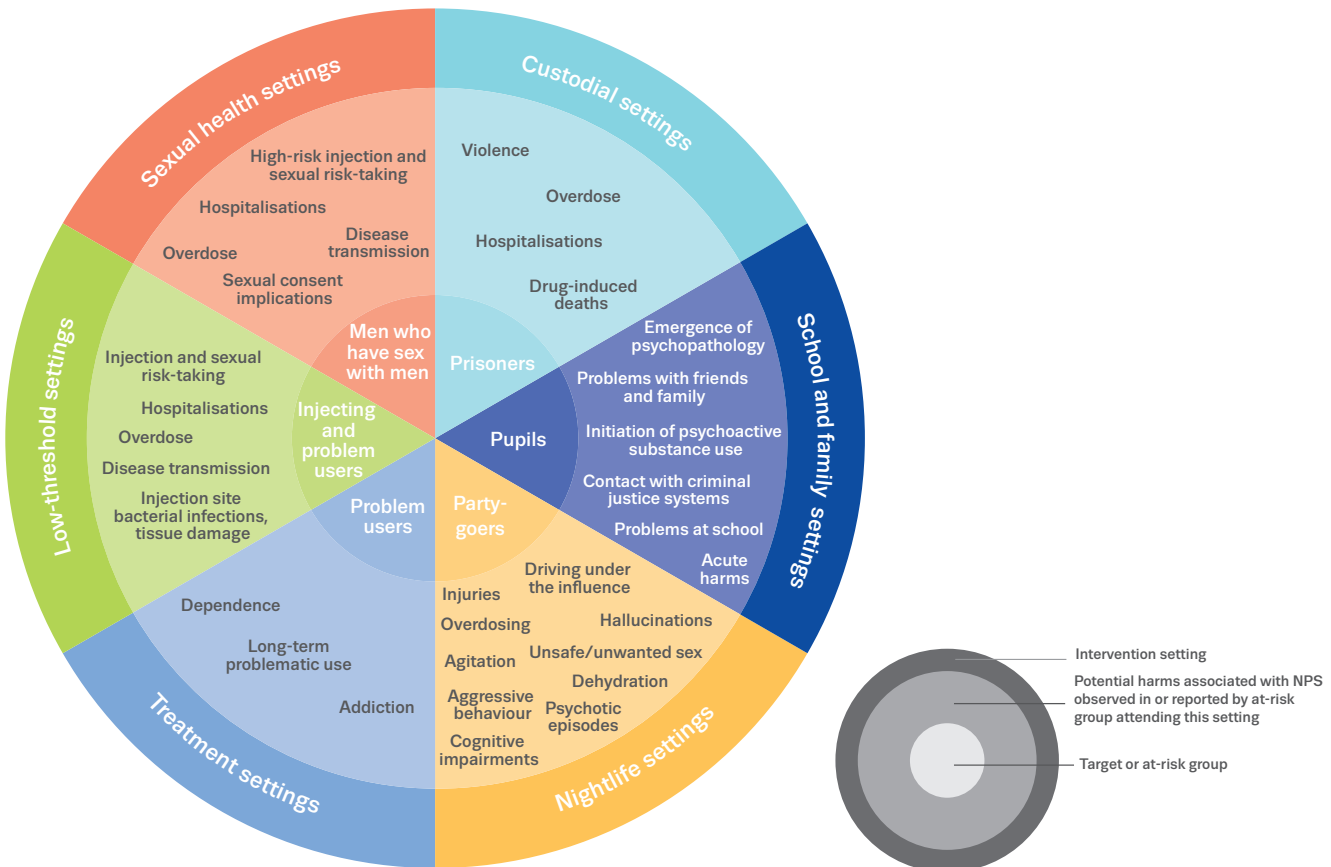 Sexual health settings
High-risk injection and
sexual risk-taking
Hospitalisations
Disease
transmission
Overdose
Sexual consent
implications
Men who
have sex
with men
Custodial settings
Violence
Overdose
Hospitalisations
Drug-induced
deaths
Prisoners
School and family settings
Emergence of
psychopathology
Problems with friends
and family
Initiation of psychoactive
substance use
Contact with criminal
justice systems
Problems at school
Acute
harms
Pupils
Nightlife settings
Party-
goers
Driving under
the influence
Injuries
Hallucinations
Overdosing
Unsafe/unwanted sex
Agitation
Dehydration
Aggressive
behaviour
Psychotic
episodes
Cognitive
impairments
Treatment settings
Problem
users
Dependence
Long-term
problematic use
Addiction
Low-threshold settings
Injecting
and
problem
users
Injection and sexual
risk-taking
Hospitalisations
Overdose
Disease transmission
Injection site
bacterial infections,
tissue damage
Intervention setting
Potential harms associated with NPS
observed in or reported by at-risk
group attending this setting
Target or at-risk group